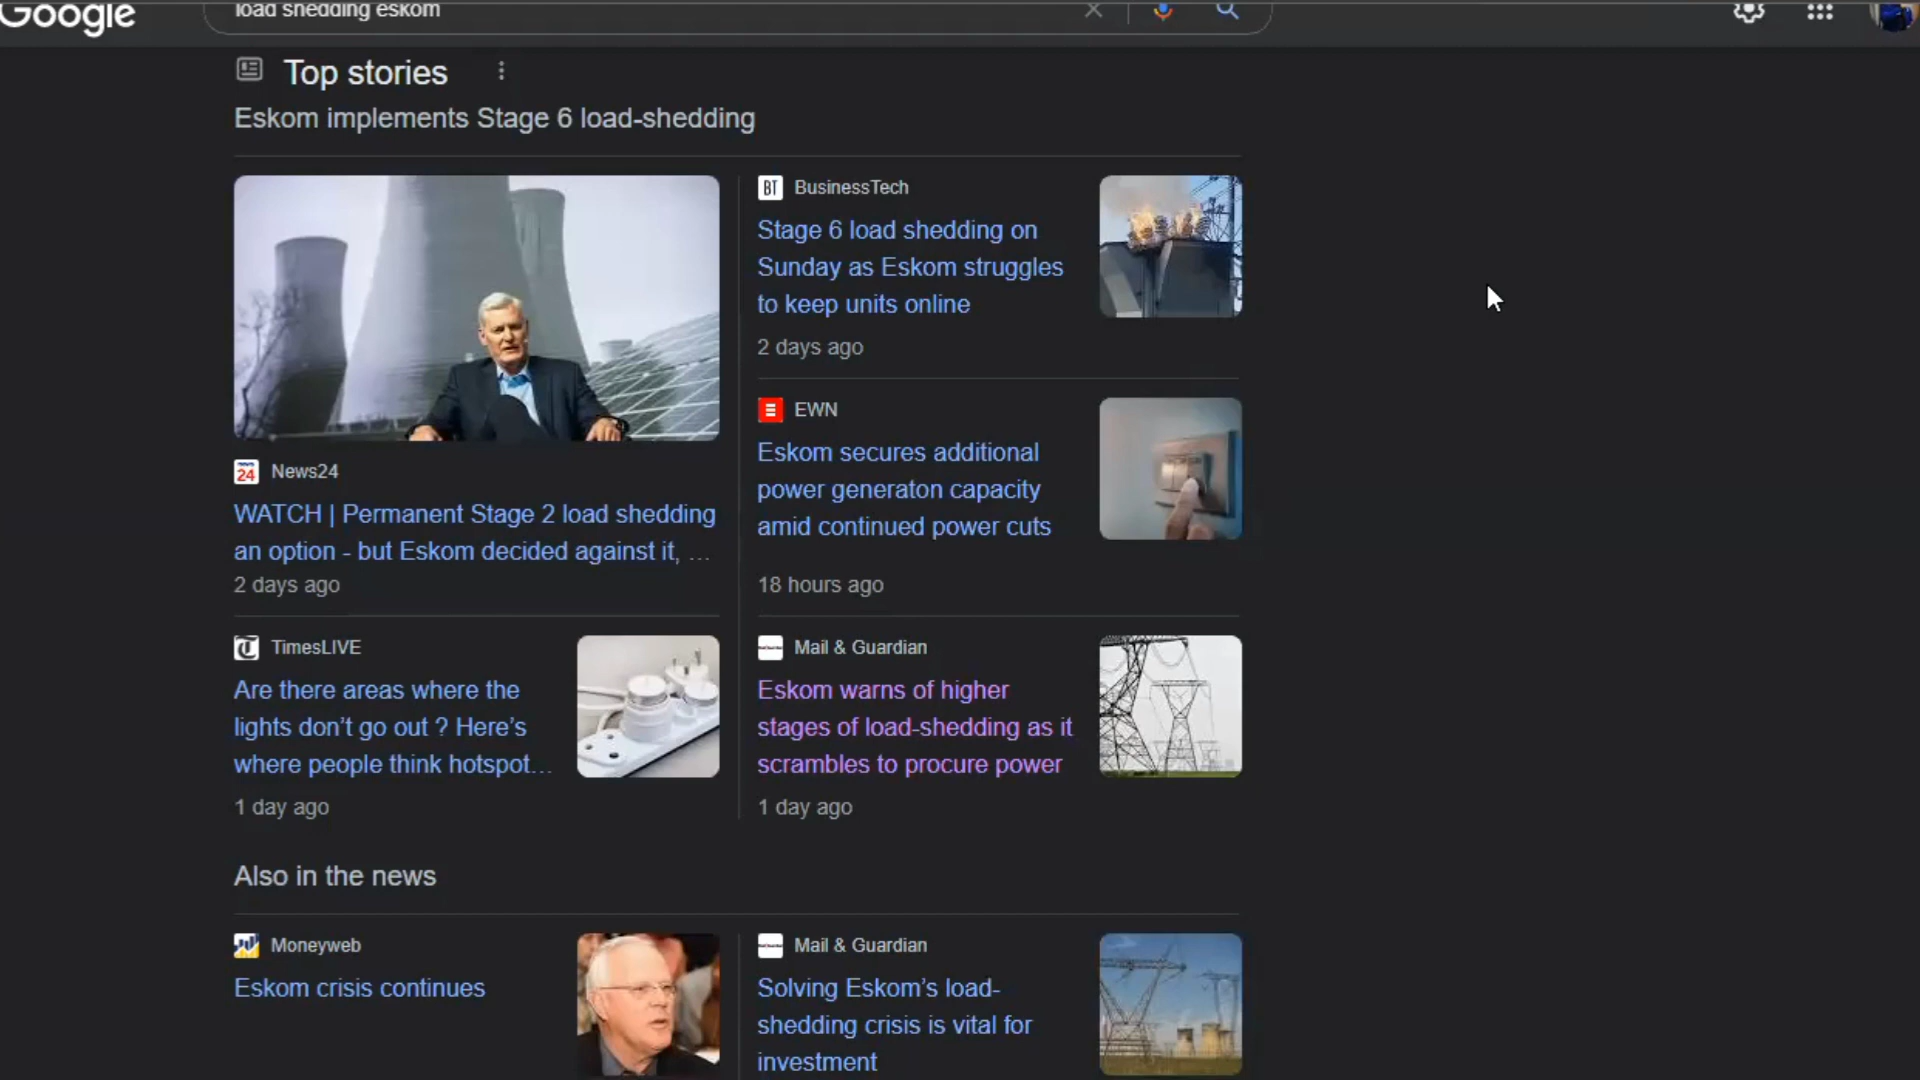 Google
load shedding eskom
Top stories
Eskom implements Stage 6 load-shedding
News24
WATCH | Permanent Stage 2 load shedding
an option - but Eskom decided against it, ...
2 days ago
BT BusinessTech
Stage 6 load shedding on
Sunday as Eskom struggles
to keep units online
2 days ago
EWN
Eskom secures additional
power generaton capacity
amid continued power cuts
18 hours ago
TimesLIVE
Are there areas where the
lights don’t go out ? Here’s
where people think hotspot...
1 day ago
Mail & Guardian
Eskom warns of higher
stages of load-shedding as it
scrambles to procure power
1 day ago
Also in the news
Moneyweb
Eskom crisis continues
Mail & Guardian
Solving Eskom’s load-
shedding crisis is vital for
investment